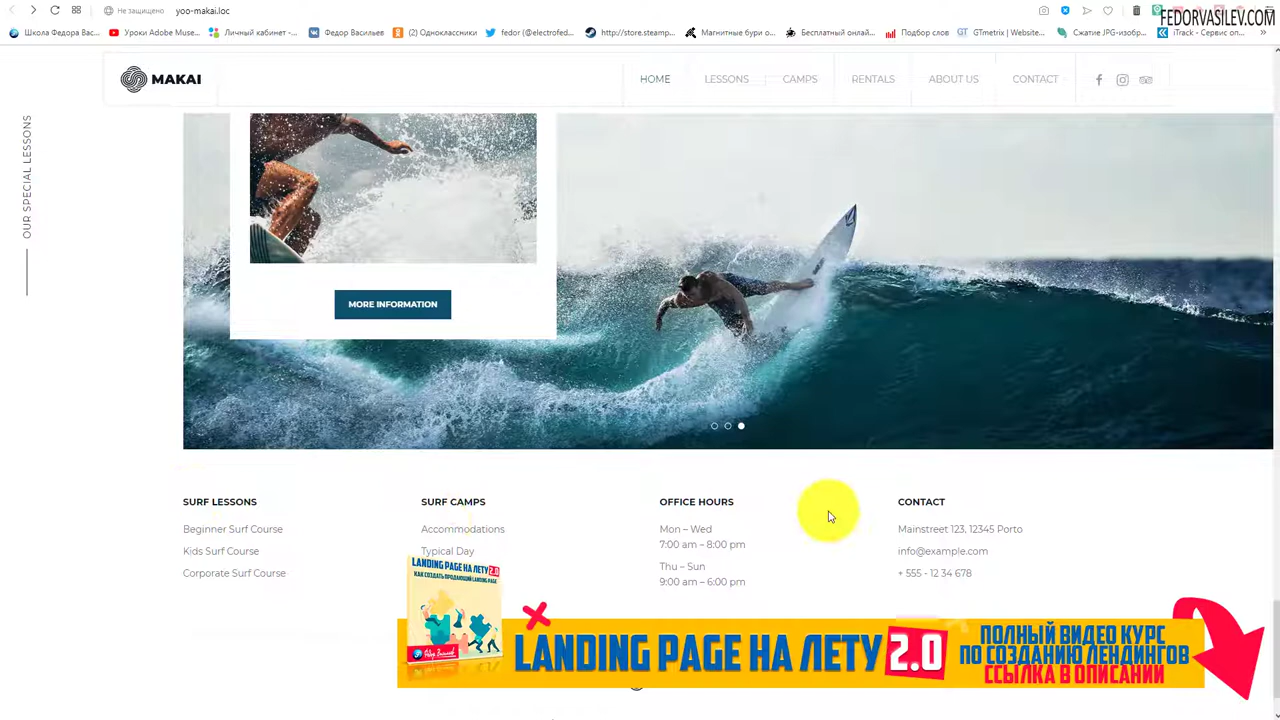 FEDORVASILEV.COM
Не защищено yoo-makai.loc
Школа Федора Вас... Уроки Adobe Muse... Личный кабинет -... Федор Васильев (2) Одноклассники fedor (@electrofed... http://store.steamp... Магнитные бури о... Бесплатный онлай... Подбор слов GTmetrix | Website... Сжатие JPG-изобр... iTrack - Сервис оп...
MAKAI HOME LESSONS CAMPS RENTALS ABOUT US CONTACT
OUR SPECIAL LESSONS
MORE INFORMATION
SURF LESSONS
Beginner Surf Course
Kids Surf Course
Corporate Surf Course
SURF CAMPS
Accommodations
Typical Day
OFFICE HOURS
Mon – Wed
7:00 am – 8:00 pm
Thu – Sun
9:00 am – 6:00 pm
CONTACT
Mainstreet 123, 12345 Porto
info@example.com
+ 555 - 12 34 678
LANDING PAGE НА ЛЕТУ 2.0
КАК СОЗДАТЬ ПРОДАЮЩИЙ LANDING PAGE
Федор Васильев
LANDING PAGE НА ЛЕТУ 2.0
ПОЛНЫЙ ВИДЕО КУРС
ПО СОЗДАНИЮ ЛЕНДИНГОВ
ССЫЛКА В ОПИСАНИИ